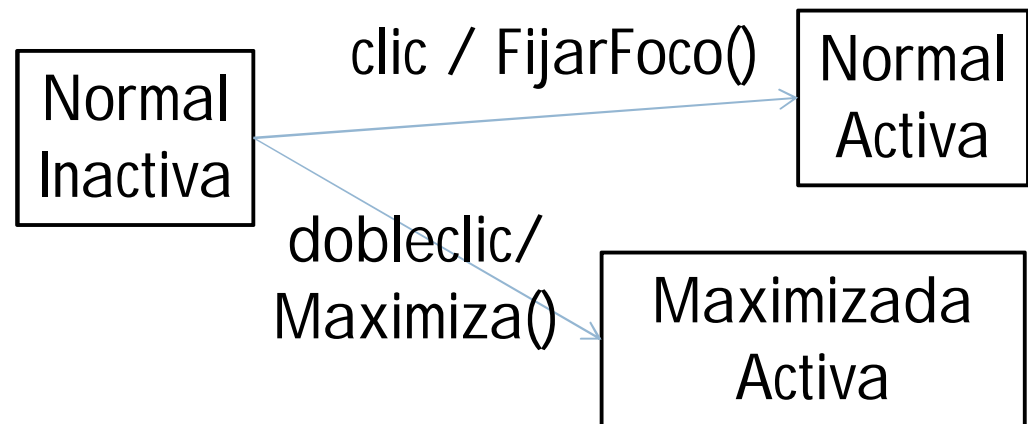 Normal
Inactiva
clic / FijarFoco()
Normal
Activa
dobleclic/
Maximiza()
Maximizada
Activa